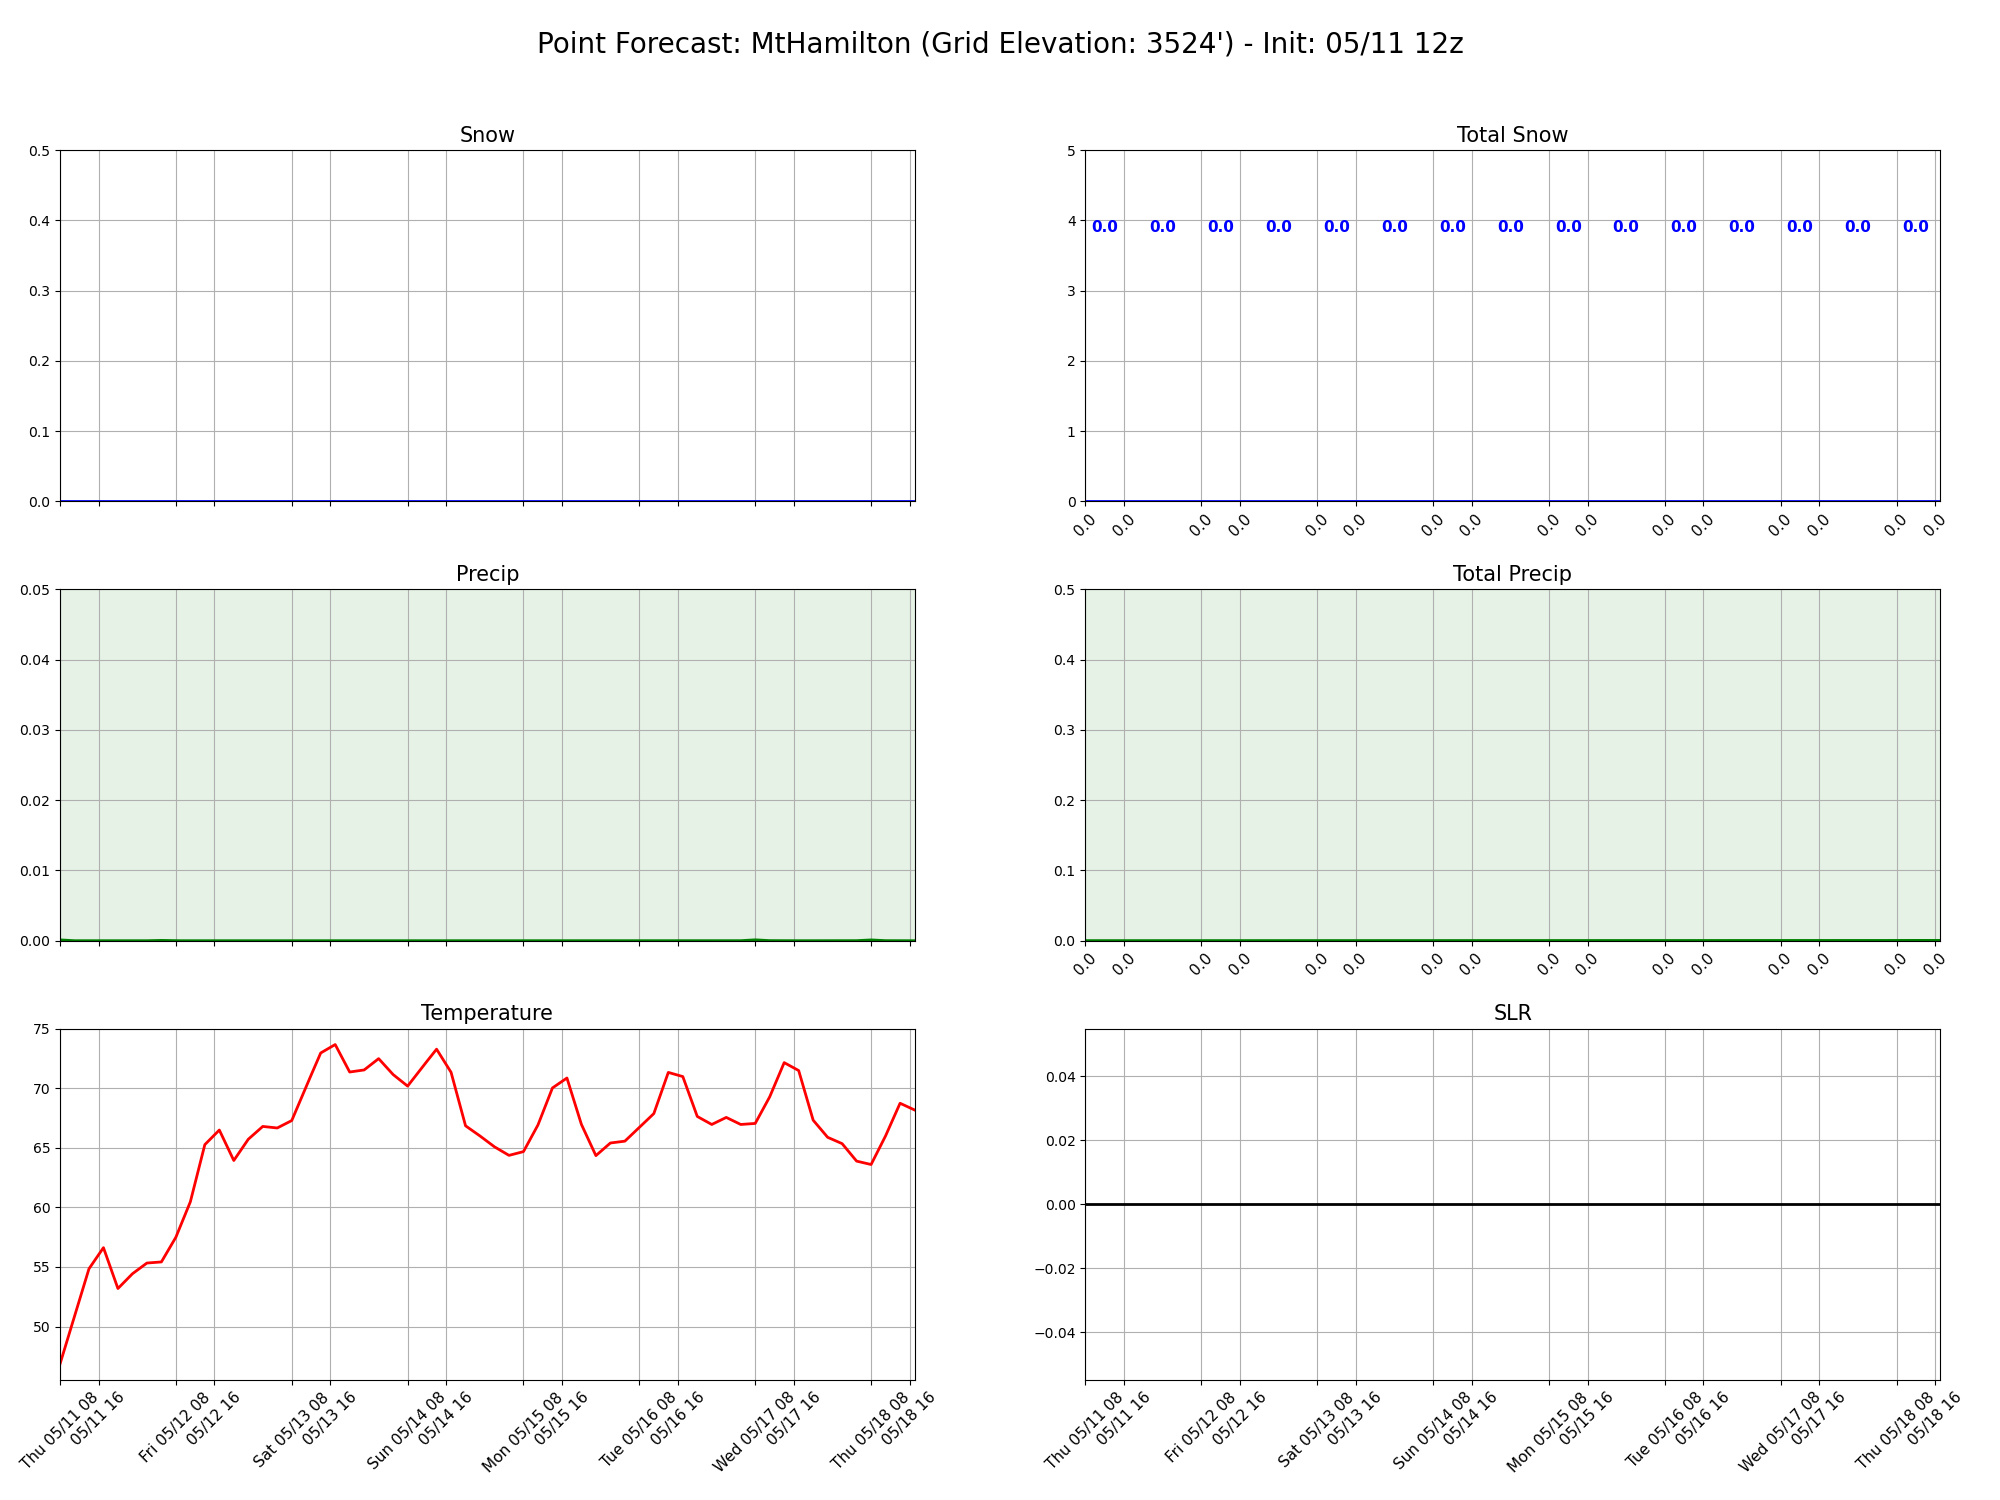 Point Forecast: MtHamilton (Grid Elevation: 3524') - Init: 05/11 12z
Snow
0.5
0.4
0.3
0.2
0.1
0.0
Total Snow
5
4
3
2
1
0
0.0 0.0 0.0 0.0 0.0 0.0 0.0 0.0 0.0 0.0 0.0 0.0 0.0 0.0 0.0
0.0 0.0 0.0 0.0 0.0 0.0 0.0 0.0 0.0 0.0 0.0 0.0 0.0 0.0 0.0 0.0
Precip
0.05
0.04
0.03
0.02
0.01
0.00
Total Precip
0.5
0.4
0.3
0.2
0.1
0.0
0.0 0.0 0.0 0.0 0.0 0.0 0.0 0.0 0.0 0.0 0.0 0.0 0.0 0.0 0.0 0.0
Temperature
75
70
65
60
55
50
Thu 05/11 08
05/11 16
Fri 05/12 08
05/12 16
Sat 05/13 08
05/13 16
Sun 05/14 08
05/14 16
Mon 05/15 08
05/15 16
Tue 05/16 08
05/16 16
Wed 05/17 08
05/17 16
Thu 05/18 08
05/18 16
SLR
0.04
0.02
0.00
−0.02
−0.04
Thu 05/11 08
05/11 16
Fri 05/12 08
05/12 16
Sat 05/13 08
05/13 16
Sun 05/14 08
05/14 16
Mon 05/15 08
05/15 16
Tue 05/16 08
05/16 16
Wed 05/17 08
05/17 16
Thu 05/18 08
05/18 16